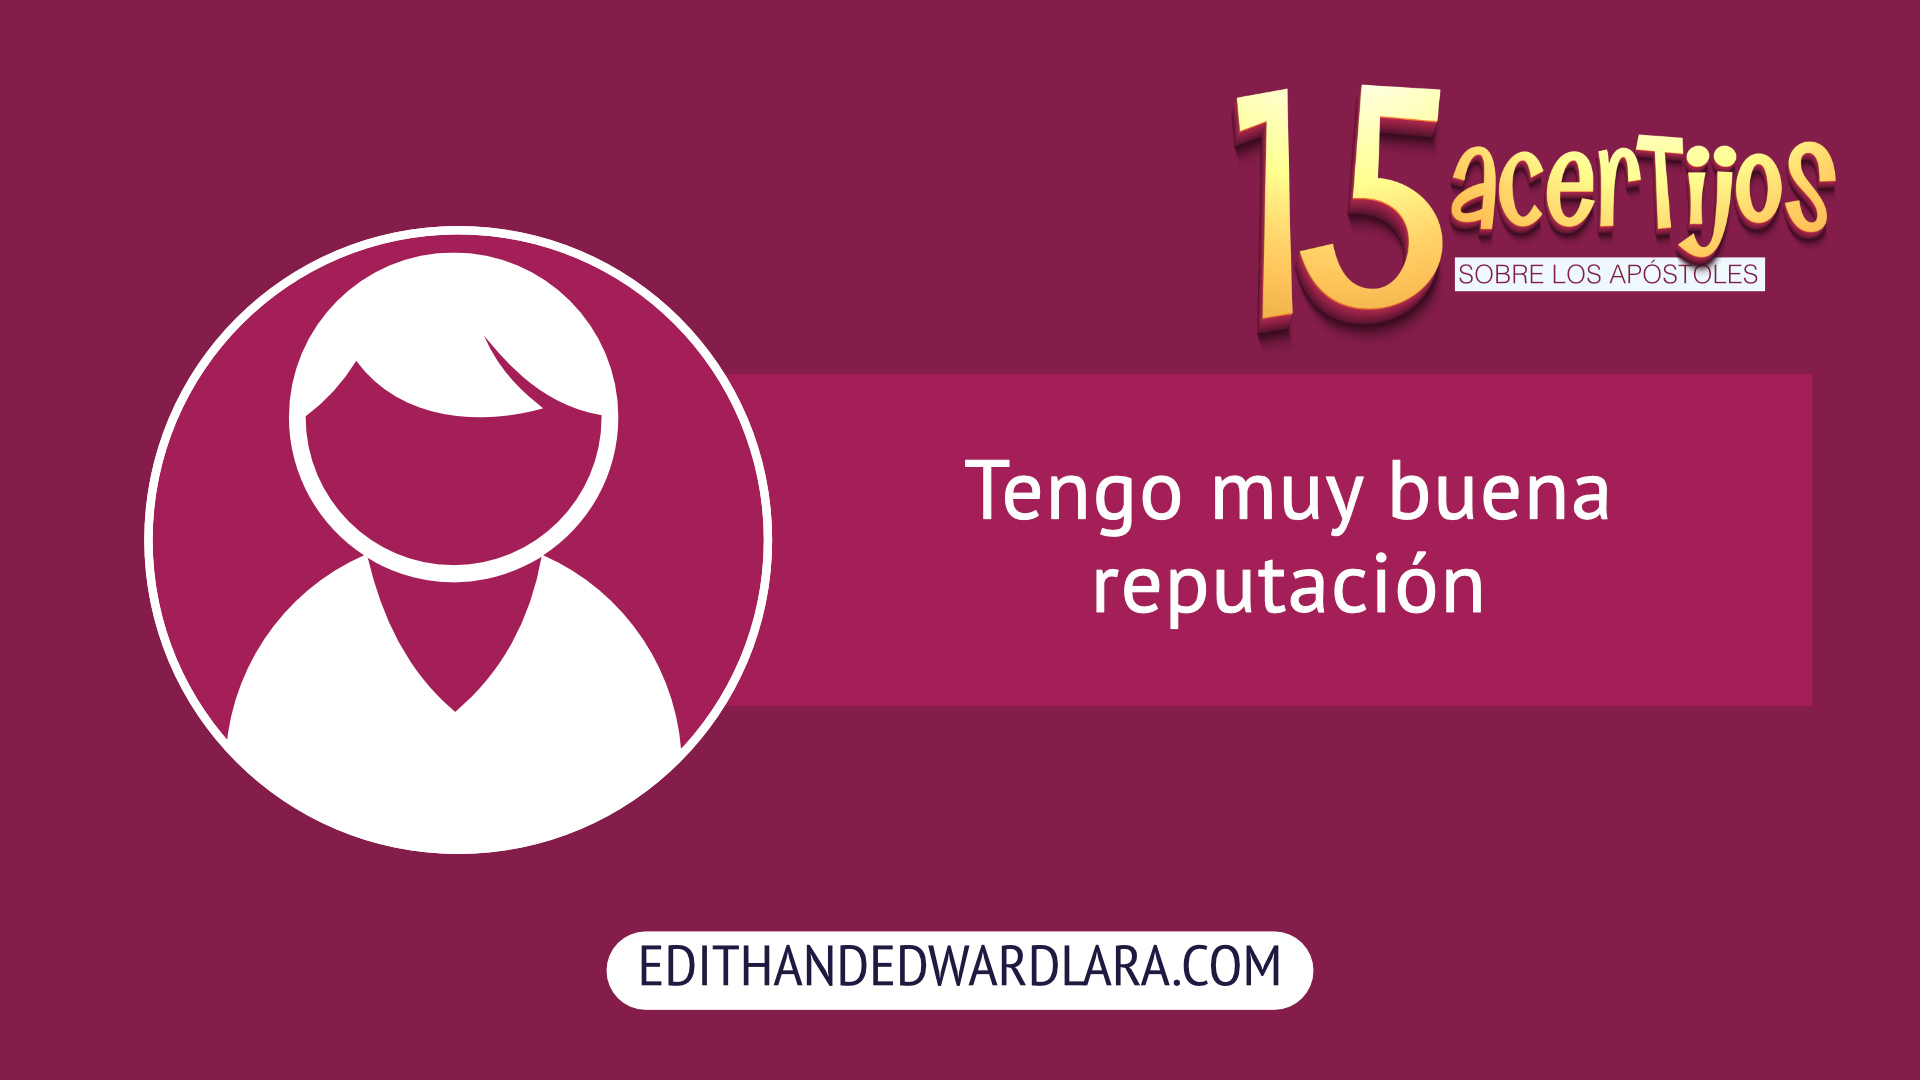 15 acertijos
SOBRE LOS APÓSTOLES
Tengo muy buena
reputación
EDITHANDEDWARDLARA.COM